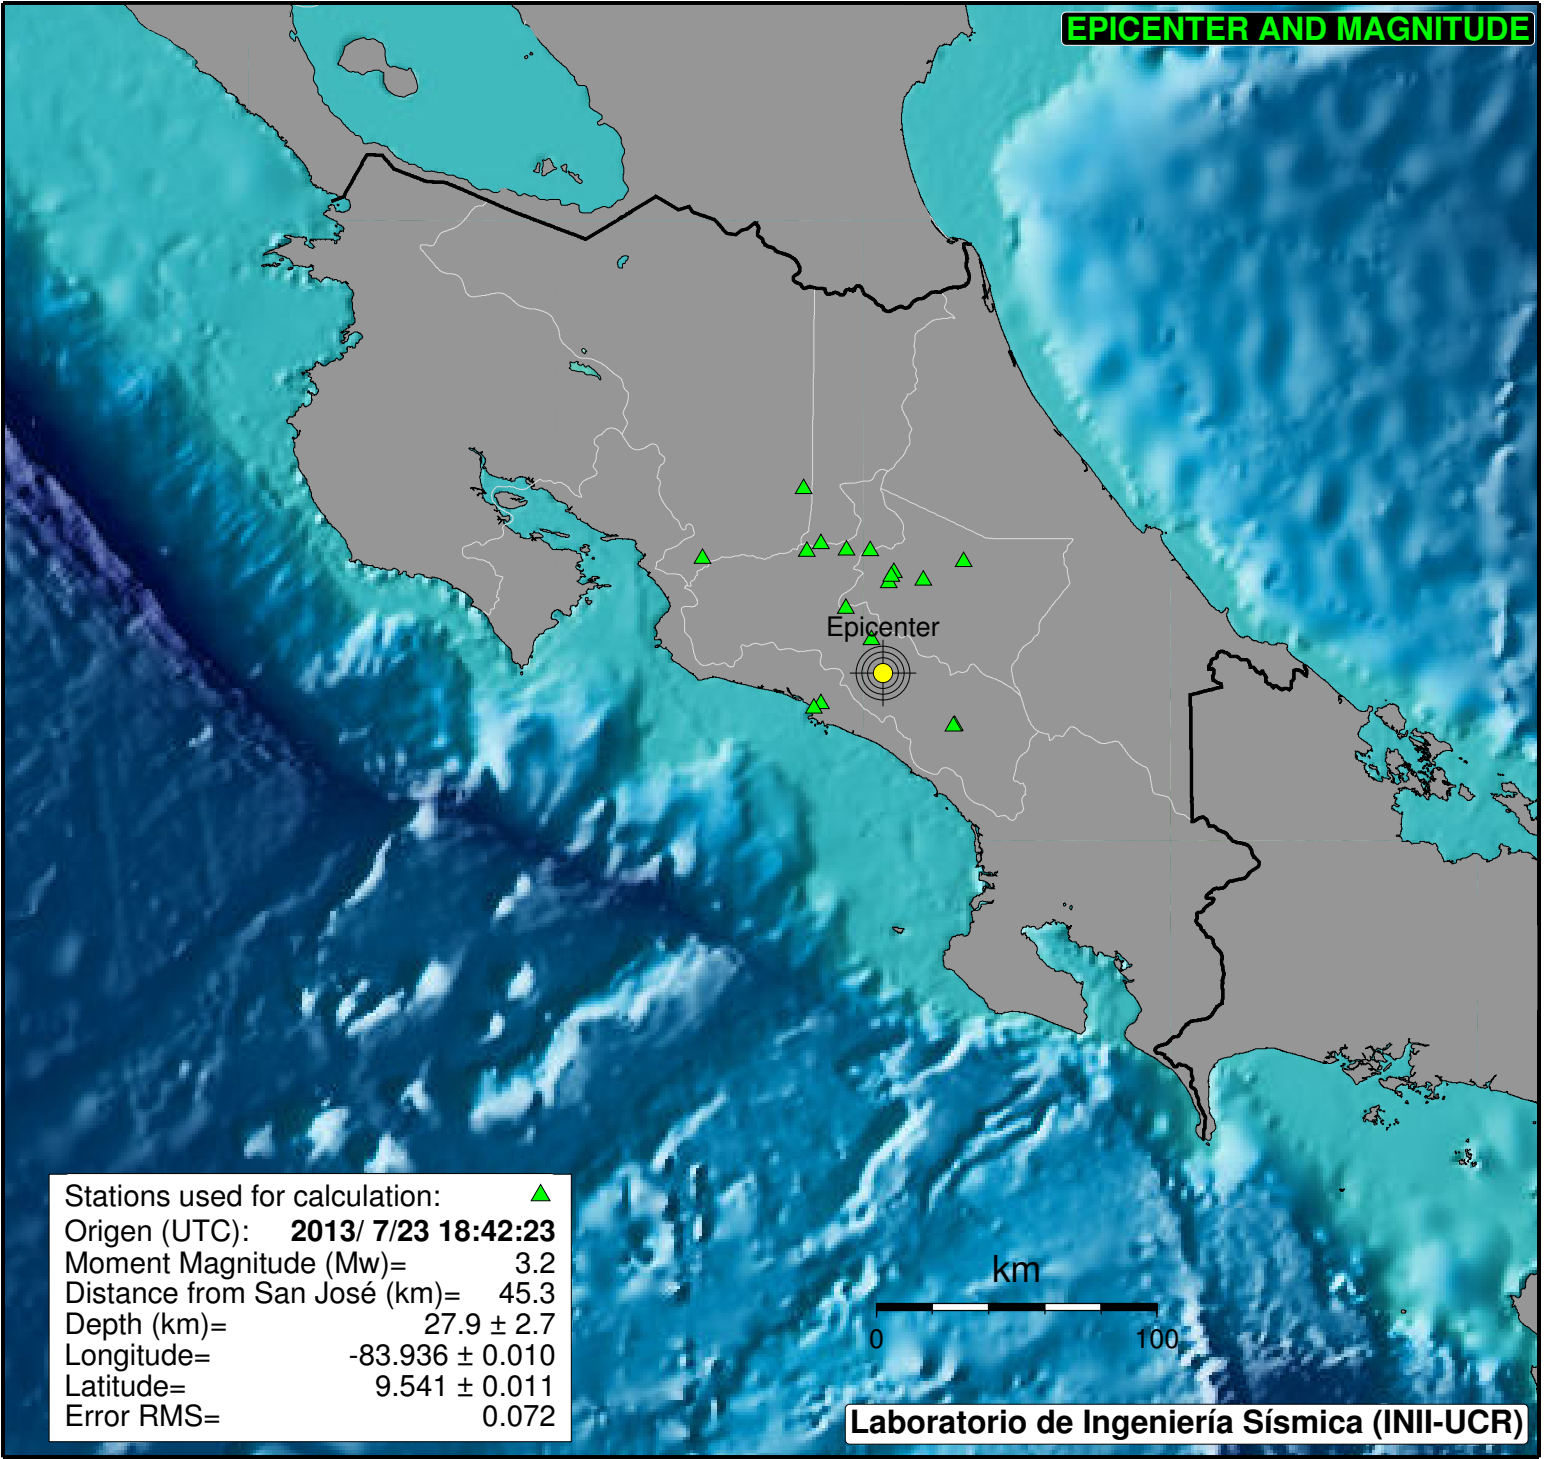 EPICENTER AND MAGNITUDE
Epicenter
Stations used for calculation:
Origen (UTC): 2013/ 7/23 18:42:23
Moment Magnitude (Mw)= 3.2
Distance from San José (km)= 45.3
Depth (km)= 27.9 ± 2.7
Longitude= -83.936 ± 0.010
Latitude= 9.541 ± 0.011
Error RMS= 0.072
km
0 100
Laboratorio de Ingeniería Sísmica (INII-UCR)